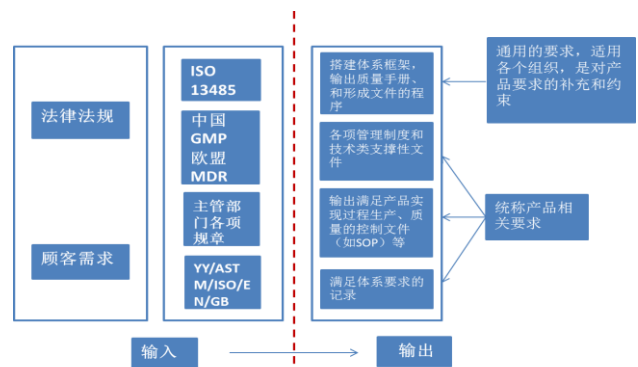 法律法规
顾客需求
ISO
13485
中国
GMP
欧盟
MDR
主管部
门各项
规章
YY/AST
M/ISO/E
N/GB
搭建体系框架，
输出质量手册、
和形成文件的程
序
各项管理制度和
技术类支撑性文
件
输出满足产品实
现过程生产、质
量的控制文件
（如SOP）等
满足体系要求的
记录
通用的要求，适用
各个组织，是对产
品要求的补充和约
束
统称产品相
关要求
输入
输出